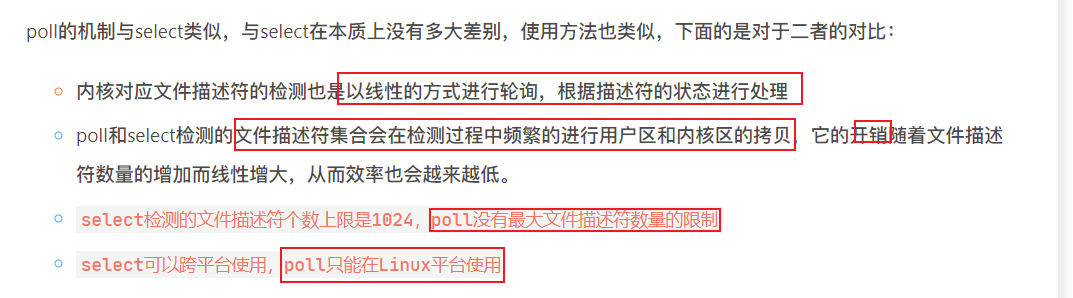 poll的机制与select类似，与select在本质上没有多大差别，使用方法也类似，下面的是对于二者的对比：
内核对应文件描述符的检测也是以线性的方式进行轮询，根据描述符的状态进行处理
poll和select检测的文件描述符集合会在检测过程中频繁的进行用户区和内核区的拷贝，它的开销随着文件描述
符数量的增加而线性增大，从而效率也会越来越低。
select检测的文件描述符个数上限是1024，poll没有最大文件描述符数量的限制
select可以跨平台使用，poll只能在Linux平台使用